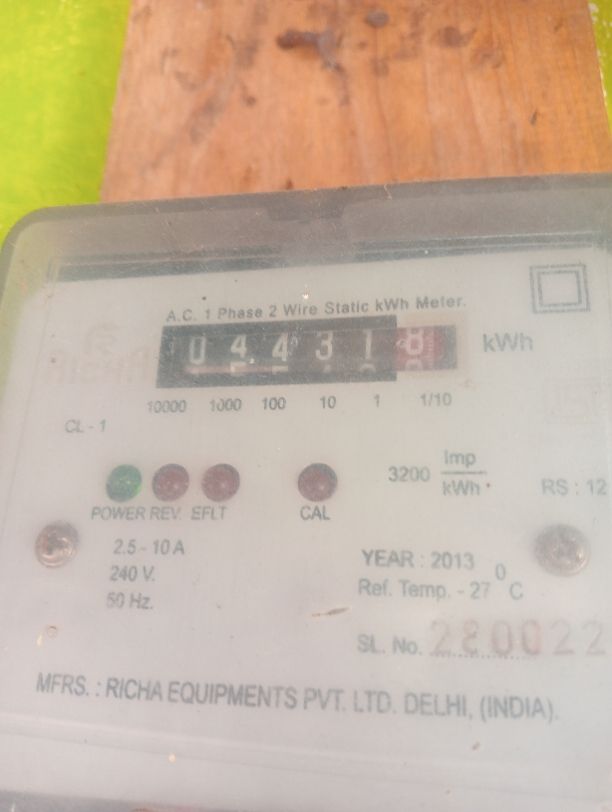 A.C. 1 Phase 2 Wire Static kWh Meter.
0 4 4 3 1 8 kWh
10000 1000 100 10 1 1/10
CL - 1
3200 Imp/kWh
RS : 12
POWER REV. EFLT CAL
2.5 - 10 A
240 V.
50 Hz.
YEAR : 2013
Ref. Temp. - 27 °C
SL. No. 280022
MFRS. : RICHA EQUIPMENTS PVT. LTD. DELHI, (INDIA).